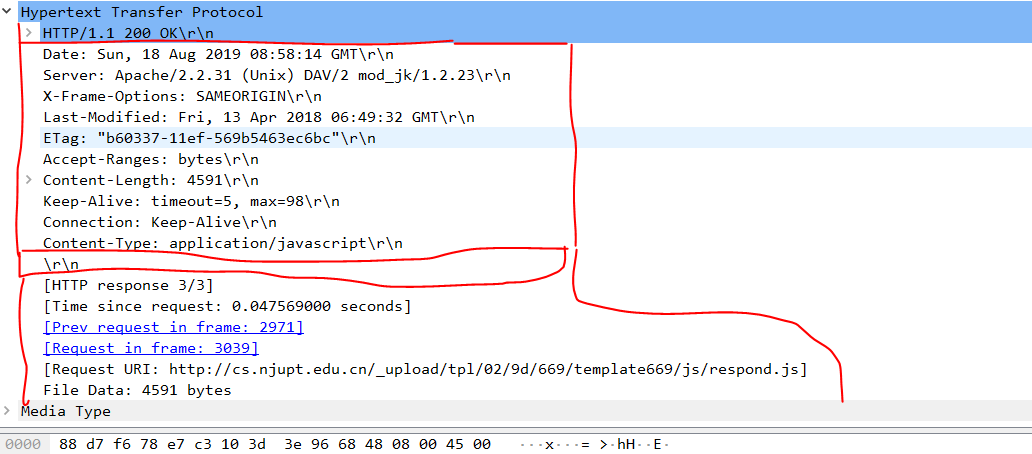 Hypertext Transfer Protocol
HTTP/1.1 200 OK\r\n
Date: Sun, 18 Aug 2019 08:58:14 GMT\r\n
Server: Apache/2.2.31 (Unix) DAV/2 mod_jk/1.2.23\r\n
X-Frame-Options: SAMEORIGIN\r\n
Last-Modified: Fri, 13 Apr 2018 06:49:32 GMT\r\n
ETag: "b60337-11ef-569b5463ec6bc"\r\n
Accept-Ranges: bytes\r\n
Content-Length: 4591\r\n
Keep-Alive: timeout=5, max=98\r\n
Connection: Keep-Alive\r\n
Content-Type: application/javascript\r\n
\r\n
[HTTP response 3/3]
[Time since request: 0.047569000 seconds]
[Prev request in frame: 2971]
[Request in frame: 3039]
[Request URI: http://cs.njupt.edu.cn/_upload/tpl/02/9d/669/template669/js/respond.js]
File Data: 4591 bytes
Media Type
0000 88 d7 f6 78 e7 c3 10 3d 3e 96 68 48 08 00 45 00 ···x···= >·hH··E·